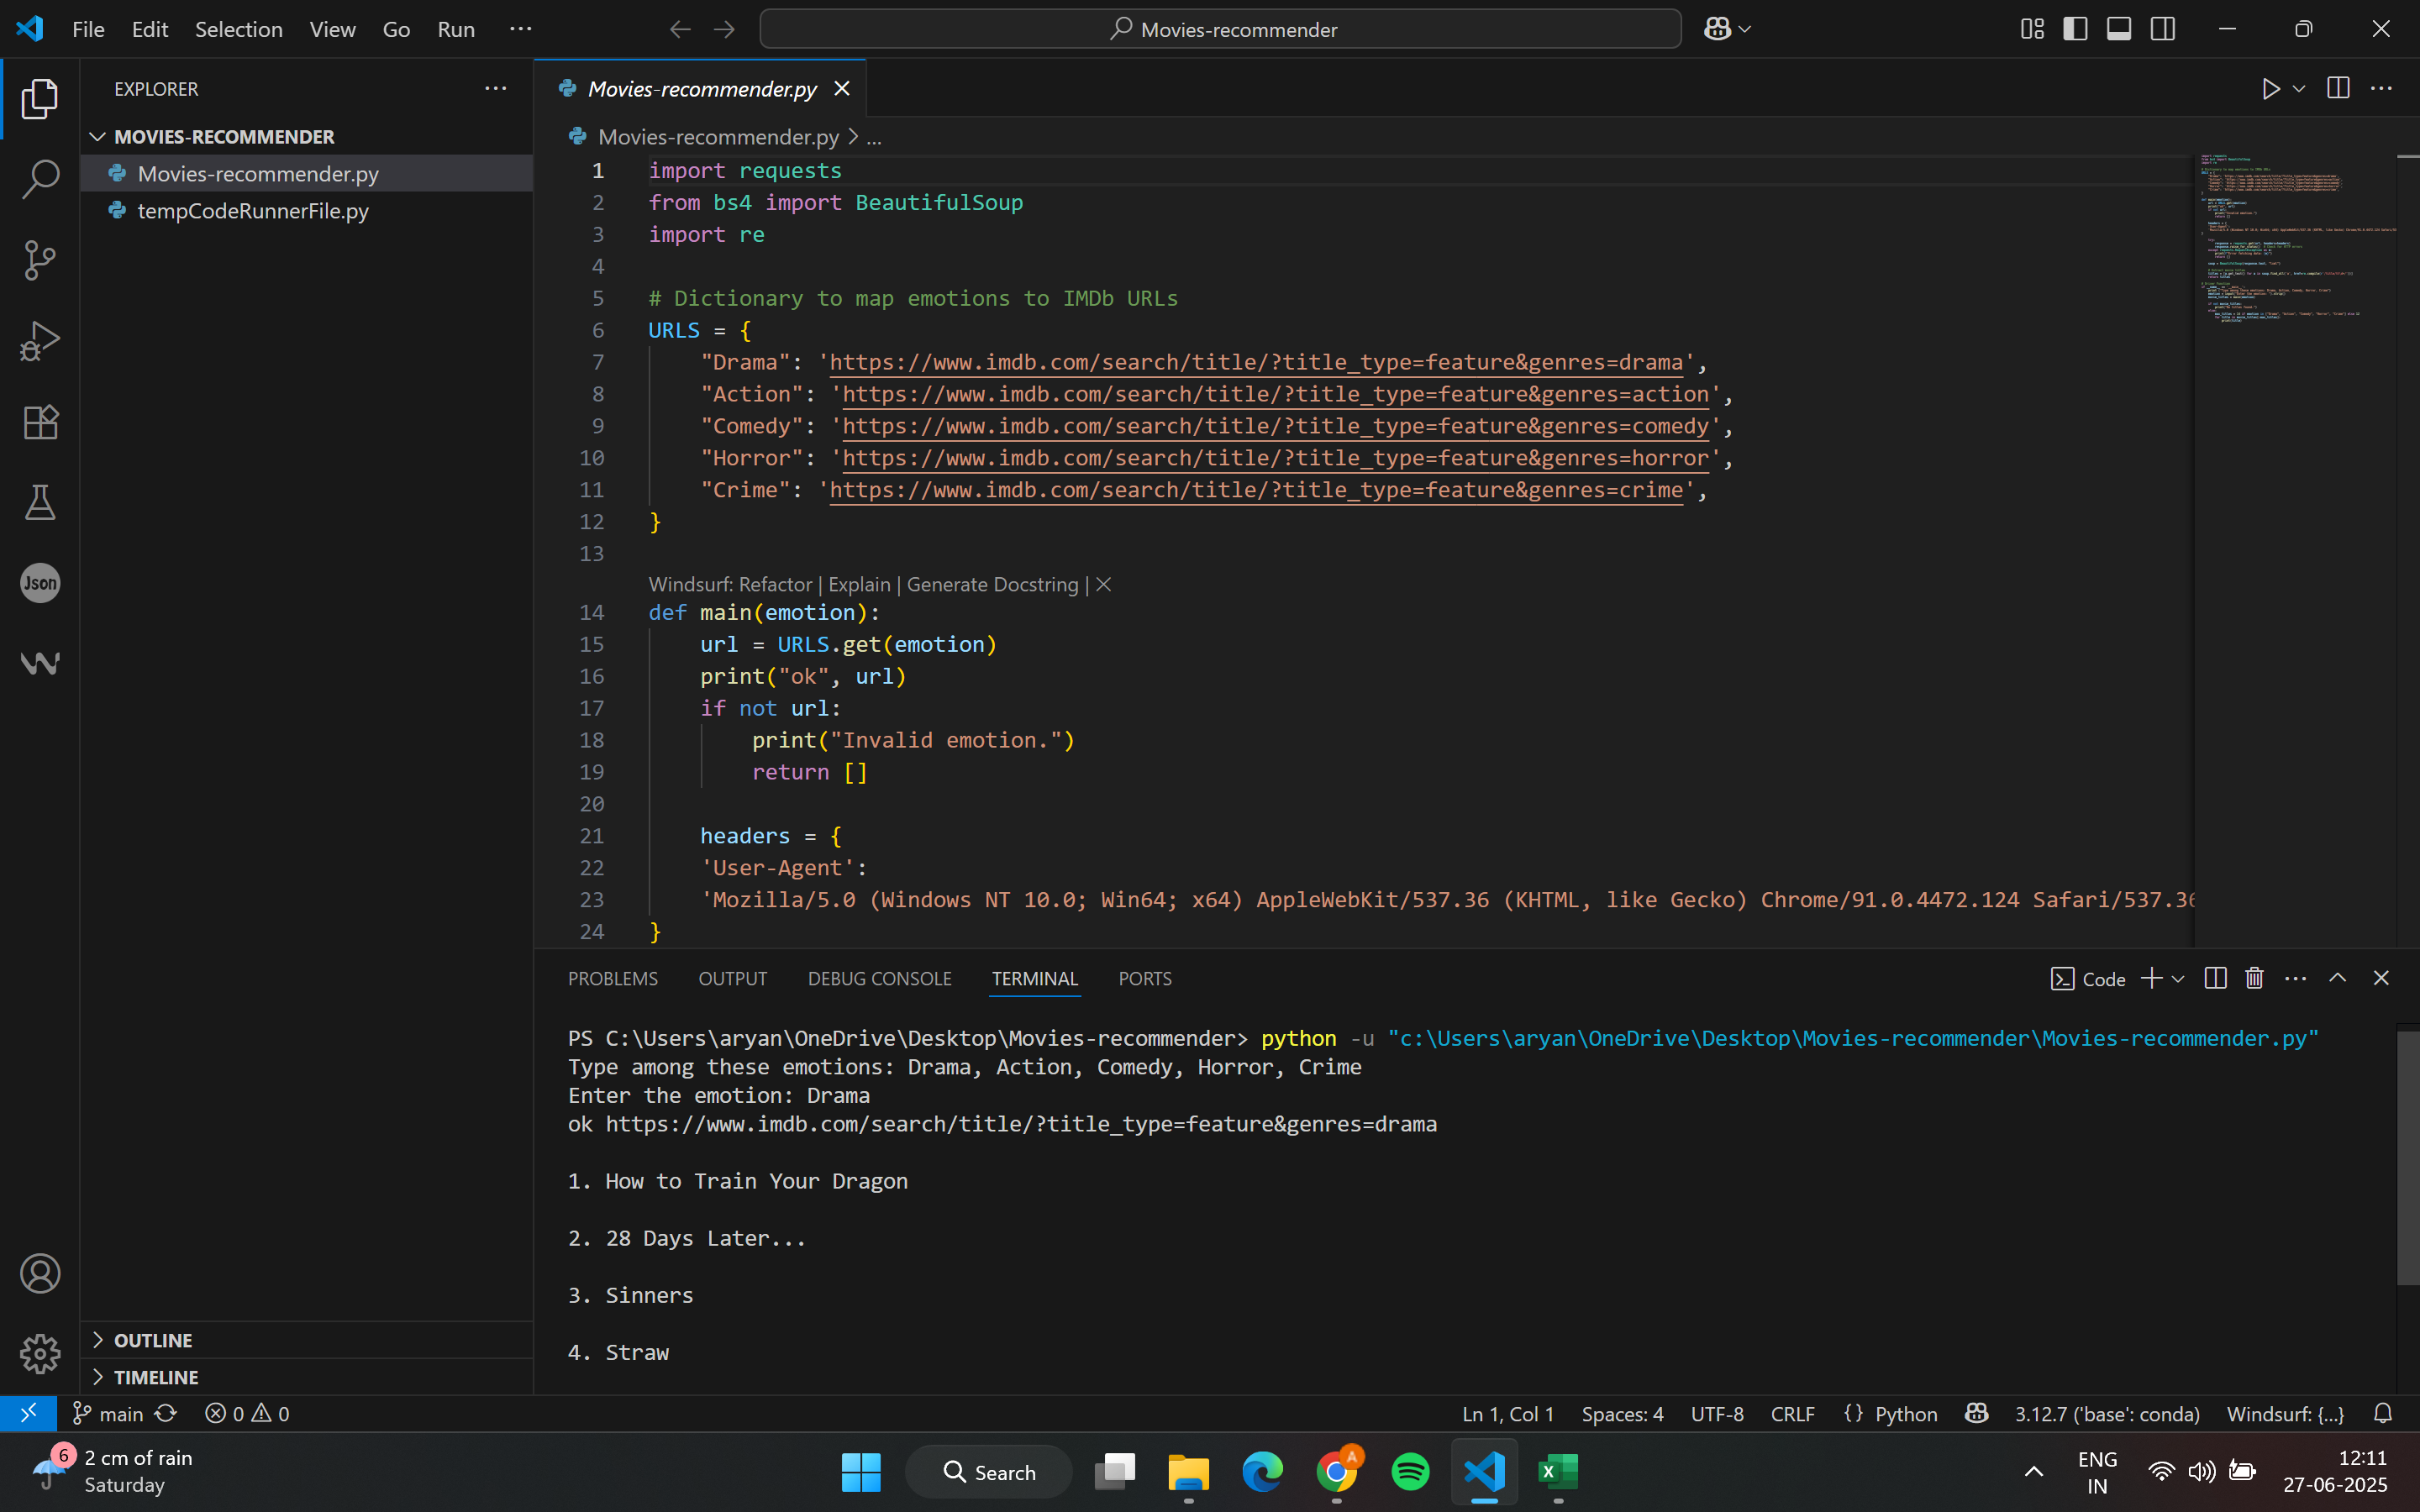 File Edit Selection View Go Run ···
Movies-recommender
EXPLORER
MOVIES-RECOMMENDER
Movies-recommender.py
tempCodeRunnerFile.py
Json
OUTLINE
TIMELINE
Movies-recommender.py
Movies-recommender.py > ...
1 import requests
2 from bs4 import BeautifulSoup
3 import re
4
5 # Dictionary to map emotions to IMDb URLs
6 URLS = {
7 "Drama": 'https://www.imdb.com/search/title/?title_type=feature&genres=drama',
8 "Action": 'https://www.imdb.com/search/title/?title_type=feature&genres=action',
9 "Comedy": 'https://www.imdb.com/search/title/?title_type=feature&genres=comedy',
10 "Horror": 'https://www.imdb.com/search/title/?title_type=feature&genres=horror',
11 "Crime": 'https://www.imdb.com/search/title/?title_type=feature&genres=crime',
12 }
13
Windsurf: Refactor | Explain | Generate Docstring | ×
14 def main(emotion):
15 url = URLS.get(emotion)
16 print("ok", url)
17 if not url:
18 print("Invalid emotion.")
19 return []
20
21 headers = {
22 'User-Agent':
23 'Mozilla/5.0 (Windows NT 10.0; Win64; x64) AppleWebKit/537.36 (KHTML, like Gecko) Chrome/91.0.4472.124 Safari/537.36
24 }
PROBLEMS OUTPUT DEBUG CONSOLE TERMINAL PORTS
Code
PS C:\Users\aryan\OneDrive\Desktop\Movies-recommender> python -u "c:\Users\aryan\OneDrive\Desktop\Movies-recommender\Movies-recommender.py"
Type among these emotions: Drama, Action, Comedy, Horror, Crime
Enter the emotion: Drama
ok https://www.imdb.com/search/title/?title_type=feature&genres=drama
1. How to Train Your Dragon
2. 28 Days Later...
3. Sinners
4. Straw
main 0 0 Ln 1, Col 1 Spaces: 4 UTF-8 CRLF {} Python 3.12.7 ('base': conda) Windsurf: {...}
6
2 cm of rain
Saturday
Search
A
ENG
IN
12:11
27-06-2025